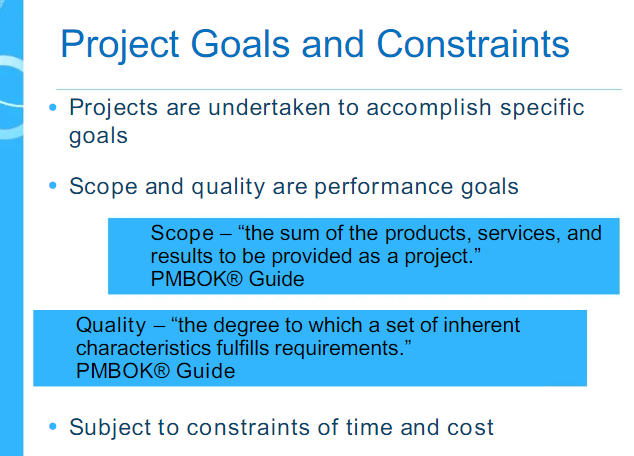 Project Goals and Constraints
• Projects are undertaken to accomplish specific
goals
• Scope and quality are performance goals
Scope – “the sum of the products, services, and
results to be provided as a project.”
PMBOK® Guide
Quality – “the degree to which a set of inherent
characteristics fulfills requirements.”
PMBOK® Guide
• Subject to constraints of time and cost